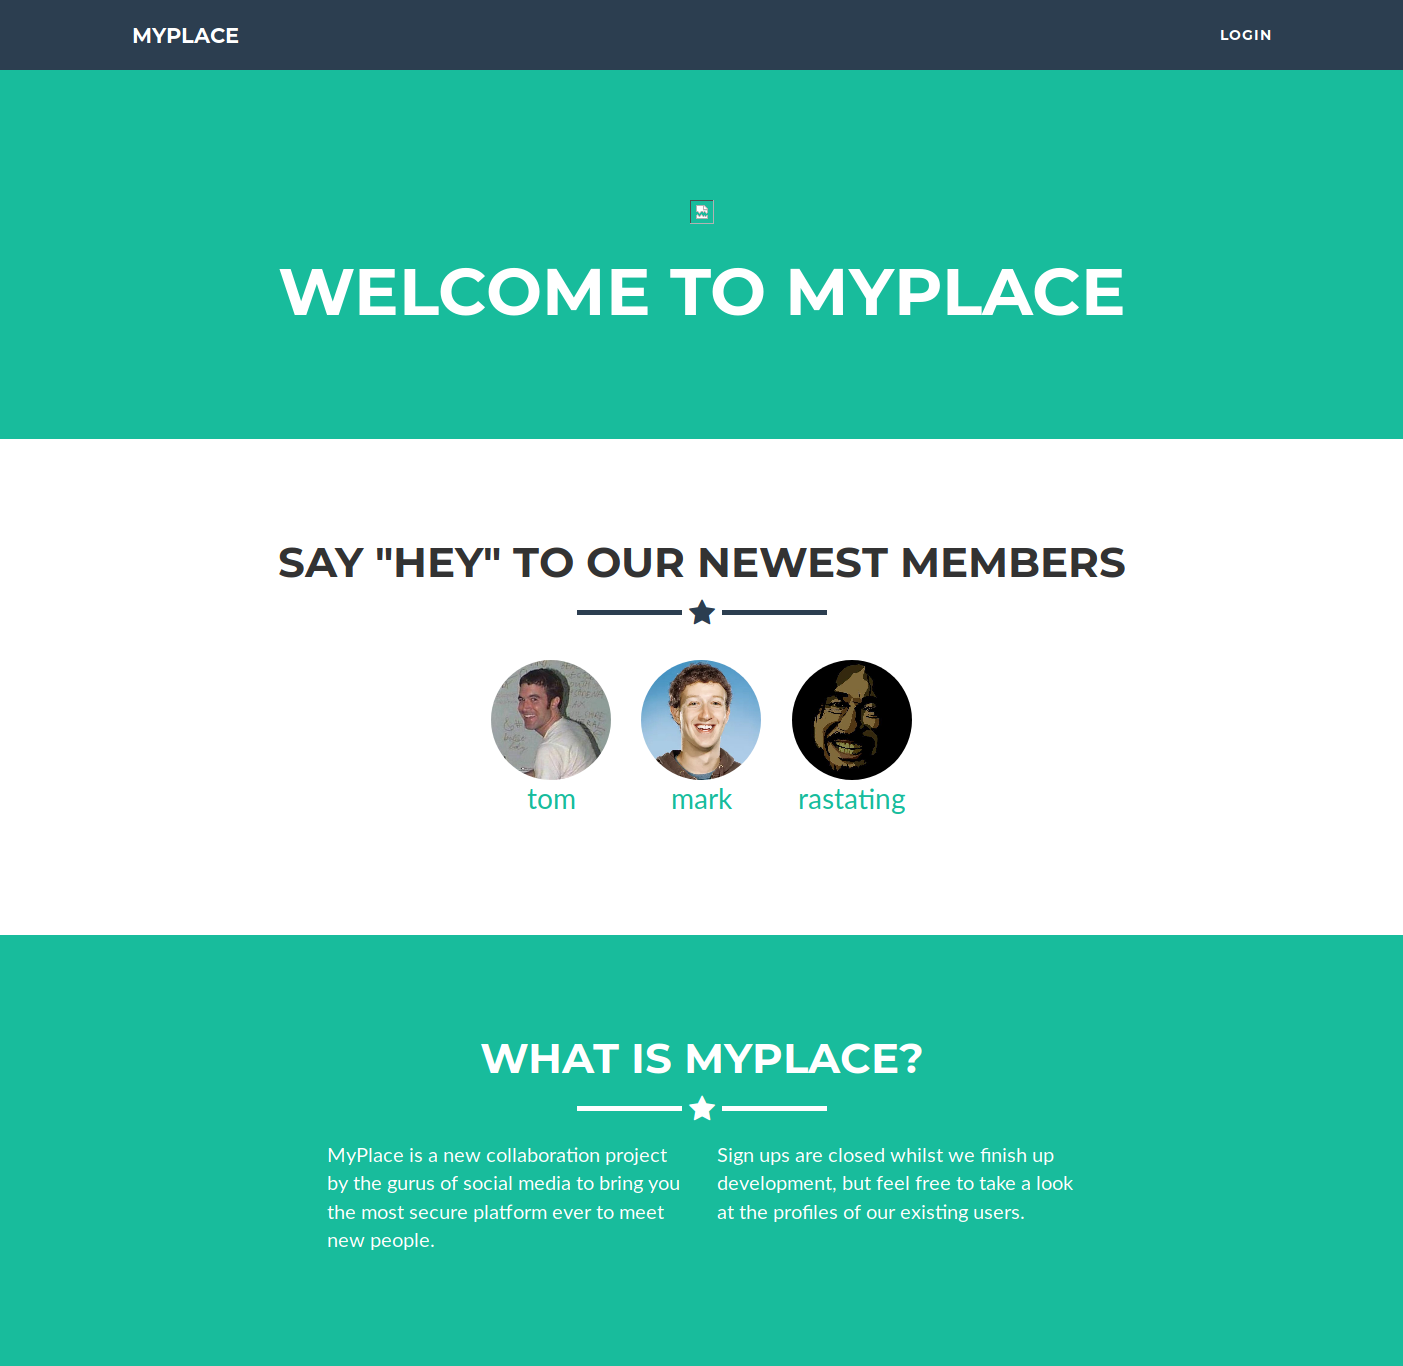 MYPLACE
LOGIN
WELCOME TO MYPLACE
SAY "HEY" TO OUR NEWEST MEMBERS
tom
mark
rastating
WHAT IS MYPLACE?
MyPlace is a new collaboration project
by the gurus of social media to bring you
the most secure platform ever to meet
new people.
Sign ups are closed whilst we finish up
development, but feel free to take a look
at the profiles of our existing users.